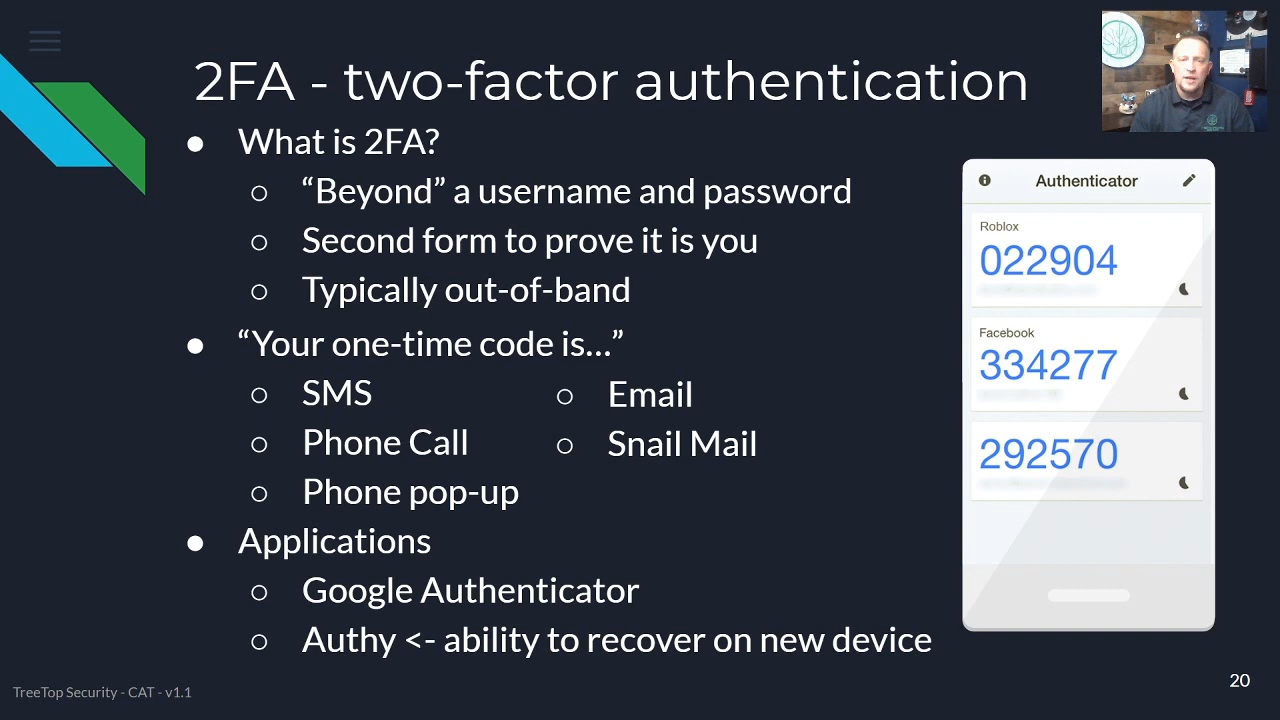 2FA - two-factor authentication
● What is 2FA?
○ “Beyond” a username and password
○ Second form to prove it is you
○ Typically out-of-band
● “Your one-time code is...”
○ SMS
○ Email
○ Phone Call
○ Snail Mail
○ Phone pop-up
● Applications
○ Google Authenticator
○ Authy <- ability to recover on new device
Authenticator
Roblox
022904
Facebook
334277
292570
TreeTop Security - CAT - v1.1
20